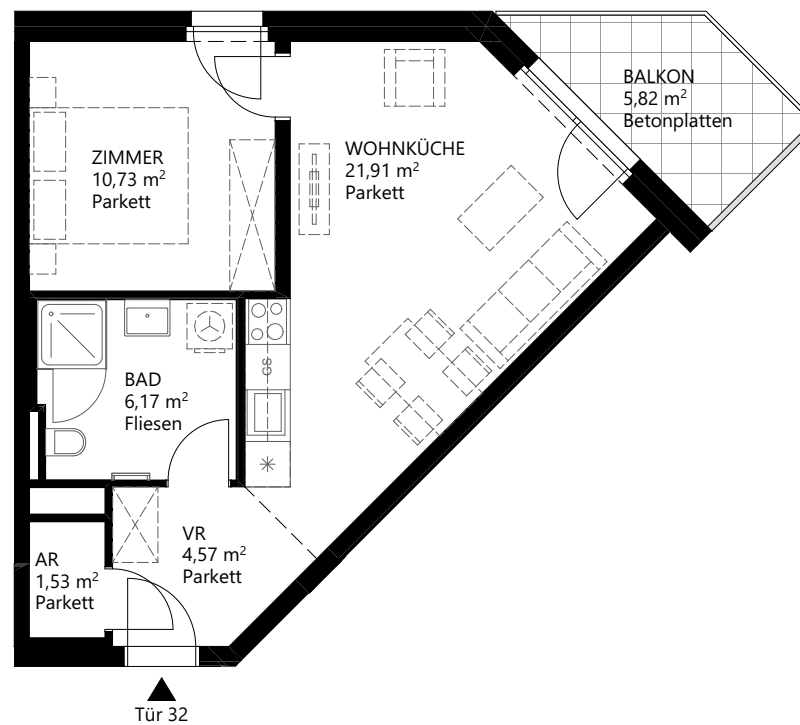 BALKON
5,82 m²
Betonplatten
ZIMMER
10,73 m²
Parkett
WOHNKÜCHE
21,91 m²
Parkett
GS
BAD
6,17 m²
Fliesen
VR
4,57 m²
Parkett
AR
1,53 m²
Parkett
Tür 32